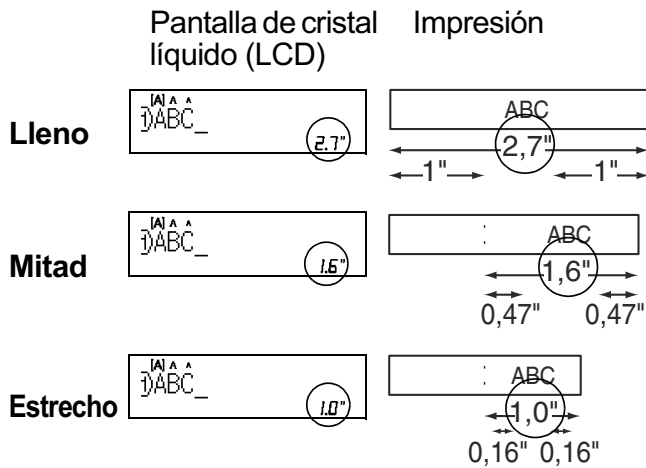 Pantalla de cristal líquido (LCD)
Impresión
Lleno
[A] A A
1)ABC_
2.7"
ABC
2,7"
1" 1"
Mitad
[A] A A
1)ABC_
1.6"
ABC
1,6"
0,47" 0,47"
Estrecho
[A] A A
1)ABC_
1.0"
ABC
1,0"
0,16" 0,16"